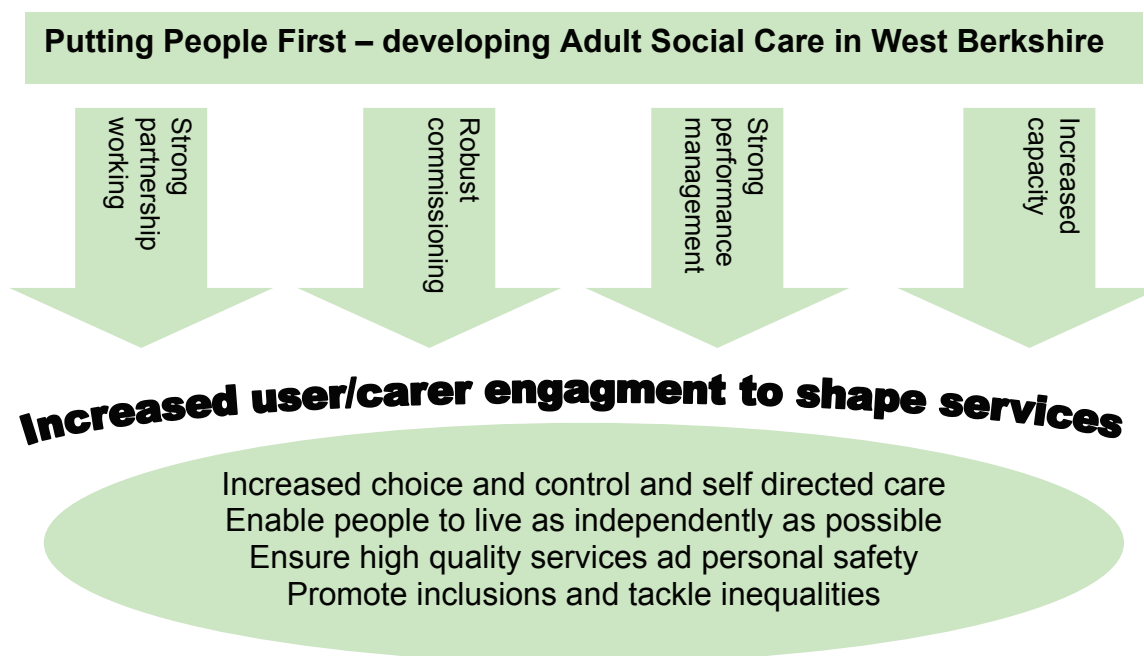 Putting People First – developing Adult Social Care in West Berkshire
Strong
partnership
working
Robust
commissioning
Strong
performance
management
Increased
capacity
Increased user/carer engagment to shape services
Increased choice and control and self directed care
Enable people to live as independently as possible
Ensure high quality services ad personal safety
Promote inclusions and tackle inequalities